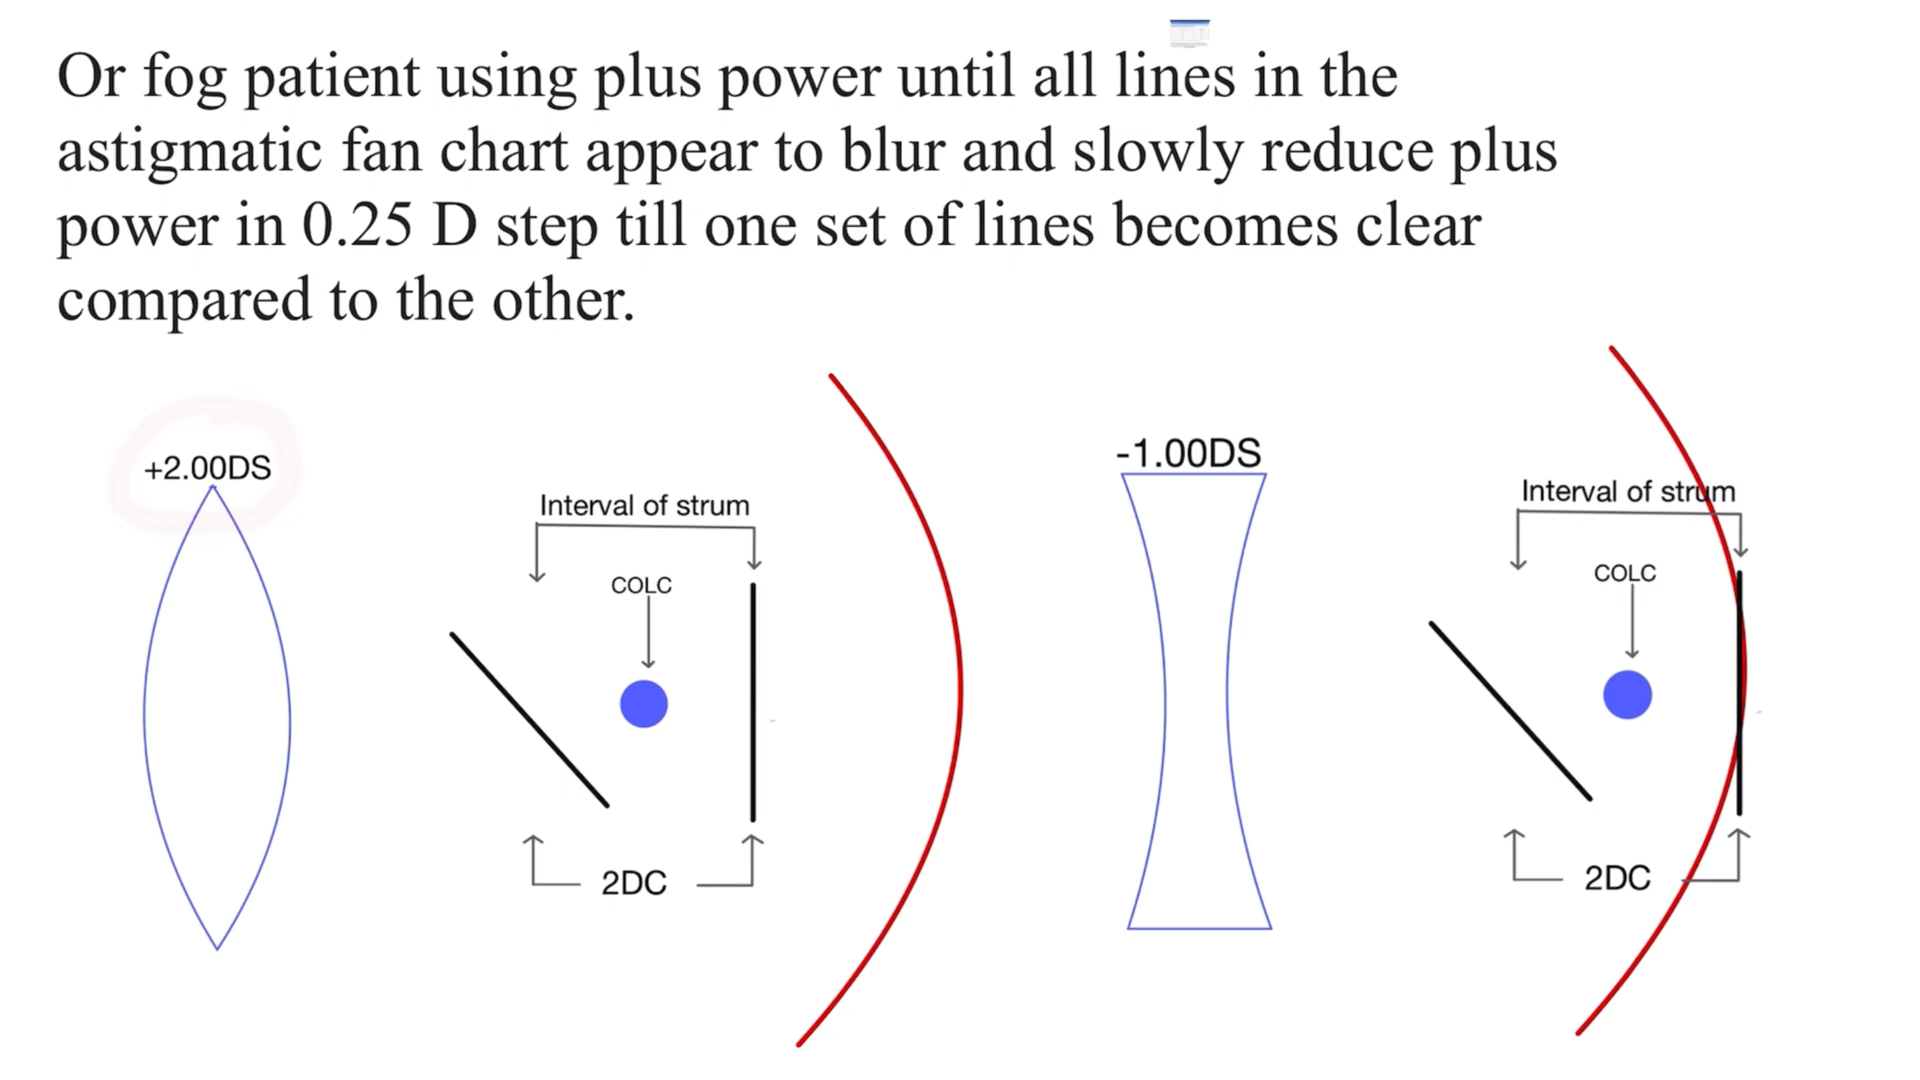 Or fog patient using plus power until all lines in the
astigmatic fan chart appear to blur and slowly reduce plus
power in 0.25 D step till one set of lines becomes clear
compared to the other.
+2.00DS
Interval of strum
COLC
2DC
-1.00DS
Interval of strum
COLC
2DC